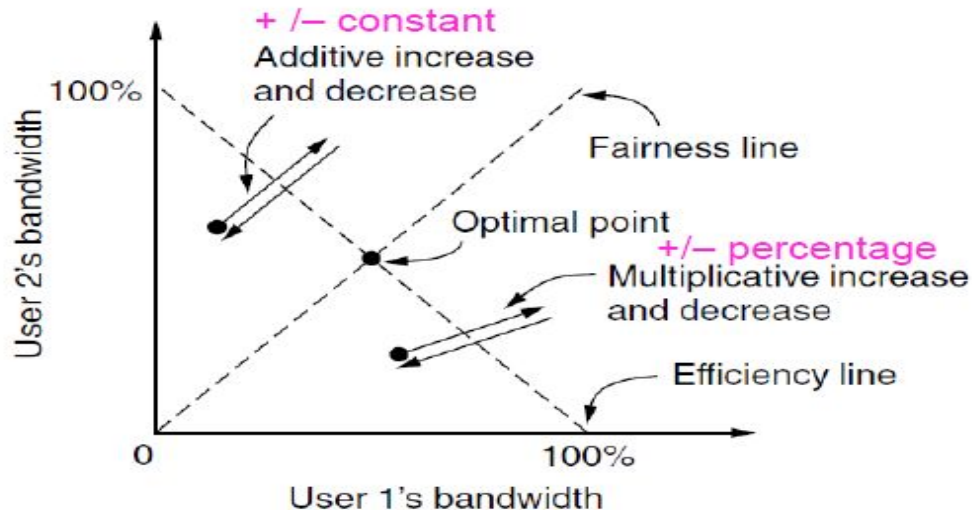 + /– constant
Additive increase
and decrease
100%
Fairness line
User 2's bandwidth
Optimal point
+/– percentage
Multiplicative increase
and decrease
Efficiency line
0
100%
User 1's bandwidth